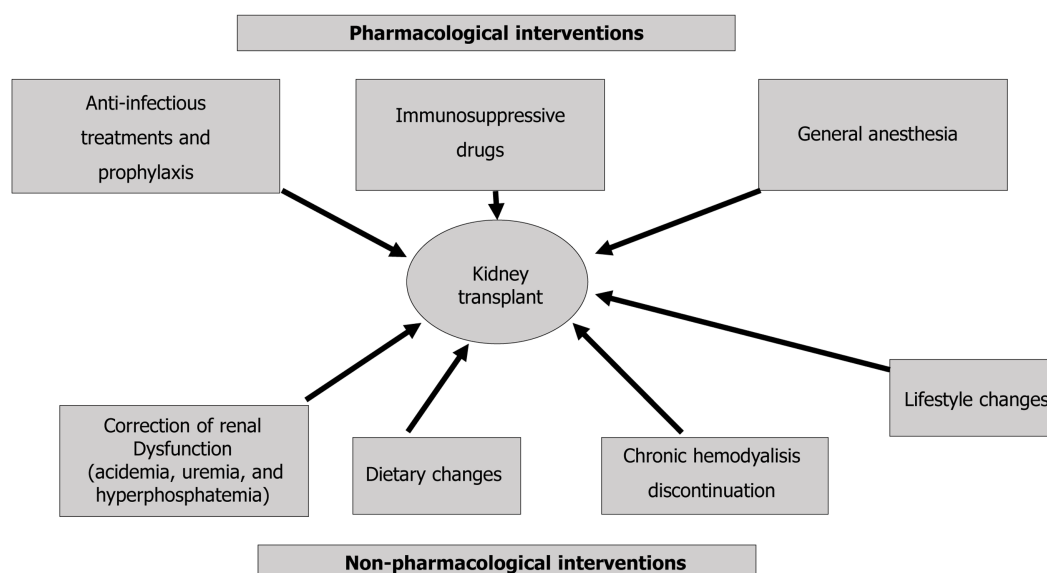 Pharmacological interventions
Anti-infectious
treatments and
prophylaxis
Immunosuppressive
drugs
General anesthesia
Kidney
transplant
Lifestyle changes
Correction of renal
Dysfunction
(acidemia, uremia, and
hyperphosphatemia)
Dietary changes
Chronic hemodyalisis
discontinuation
Non-pharmacological interventions